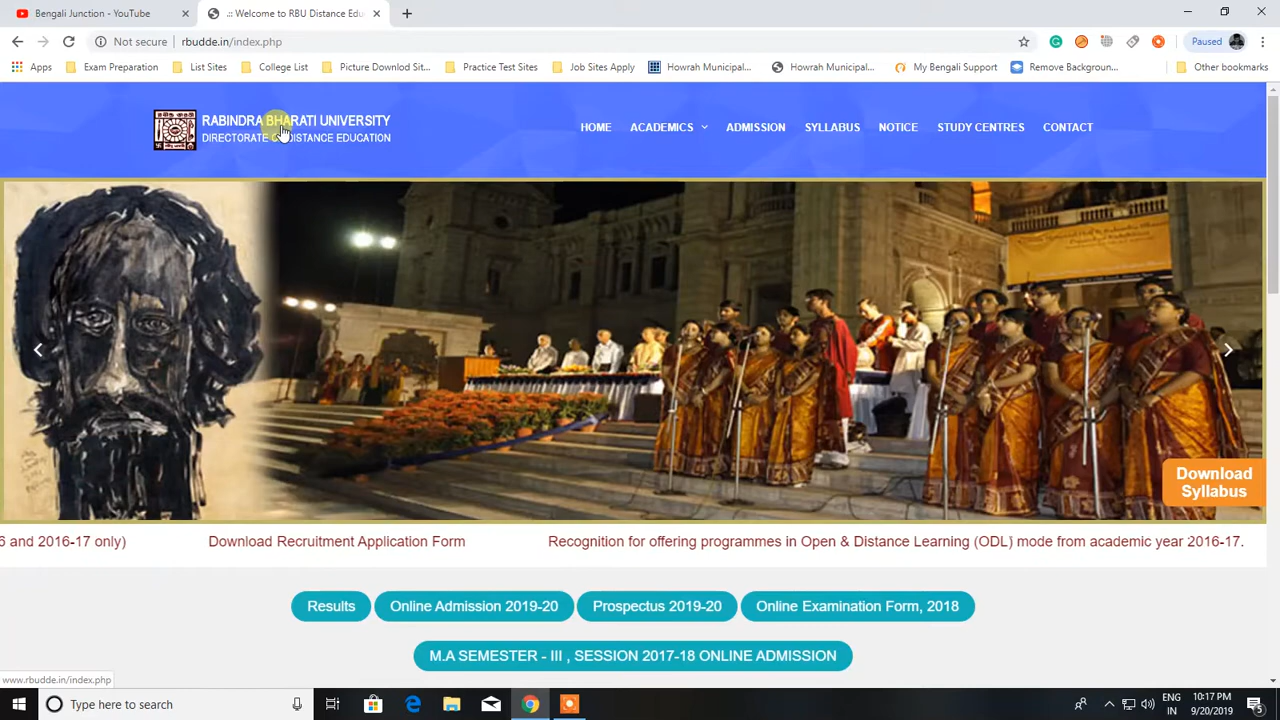 Bengali Junction - YouTube
.:: Welcome to RBU Distance Edu
Not secure
rbudde.in/index.php
Paused
Apps
Exam Preparation
List Sites
College List
Picture Downlod Sit...
Practice Test Sites
Job Sites Apply
Howrah Municipal...
Howrah Municipal...
My Bengali Support
Remove Backgroun...
Other bookmarks
RABINDRA BHARATI UNIVERSITY
DIRECTORATE OF DISTANCE EDUCATION
HOME
ACADEMICS
ADMISSION
SYLLABUS
NOTICE
STUDY CENTRES
CONTACT
Download
Syllabus
6 and 2016-17 only)
Download Recruitment Application Form
Recognition for offering programmes in Open & Distance Learning (ODL) mode from academic year 2016-17.
Results
Online Admission 2019-20
Prospectus 2019-20
Online Examination Form, 2018
M.A SEMESTER - III , SESSION 2017-18 ONLINE ADMISSION
www.rbudde.in/index.php
Type here to search
ENG
IN
10:17 PM
9/20/2019
5